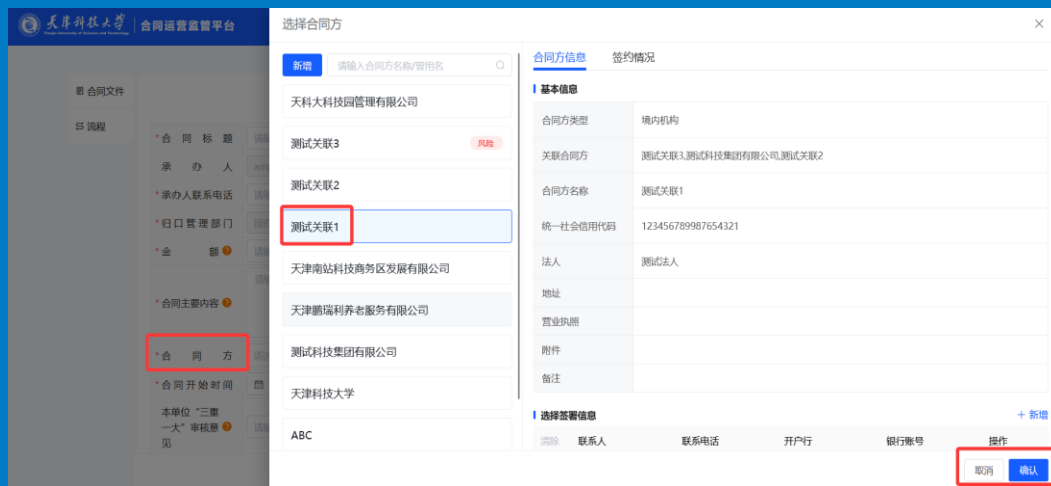 天津科技大学
Tianjin University of Science and Technology
合同运营监管平台
合同文件
流程
*合同标题
承办人
*承办人联系电话
*归口管理部门
*金额
*合同主要内容
*合同方
*合同开始时间
本单位“三重
一大”审核意
见
选择合同方
新增 请输入合同方名称/曾用名
天科大科技园管理有限公司
测试关联3 风险
测试关联2
测试关联1
天津南站科技商务区发展有限公司
天津鹏瑞利养老服务有限公司
测试科技集团有限公司
天津科技大学
ABC
合同方信息 签约情况
基本信息
合同方类型 境内机构
关联合同方 测试关联3,测试科技集团有限公司,测试关联2
合同方名称 测试关联1
统一社会信用代码 123456789987654321
法人 测试法人
地址
营业执照
附件
备注
选择签署信息 + 新增
清除 联系人 联系电话 开户行 银行账号 操作
取消 确认